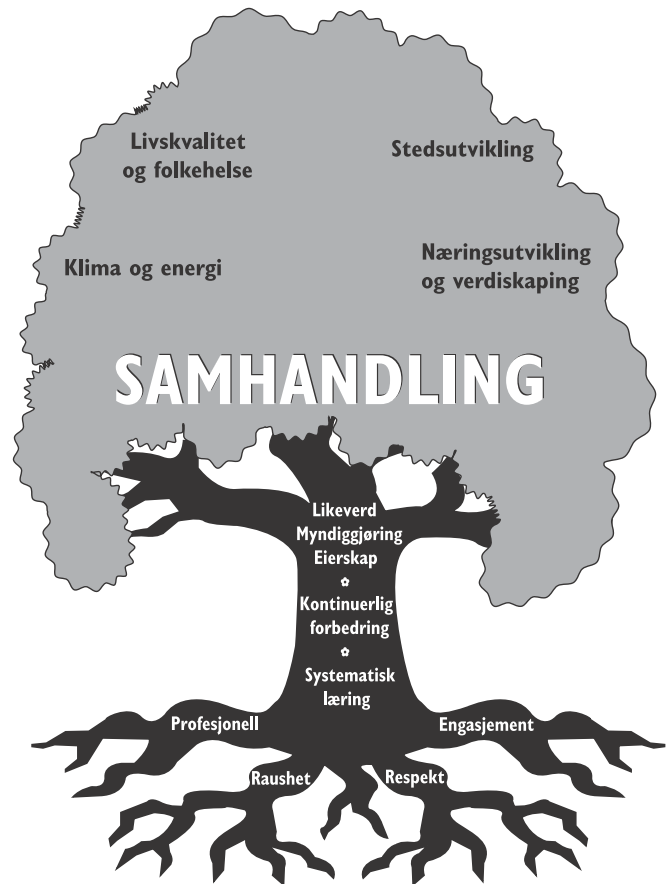 Livskvalitet
og folkehelse
Stedsutvikling
Klima og energi
Næringsutvikling
og verdiskaping
SAMHANDLING
Likeverd
Myndiggjøring
Eierskap
Kontinuerlig
forbedring
Systematisk
læring
Profesjonell
Engasjement
Raushet
Respekt